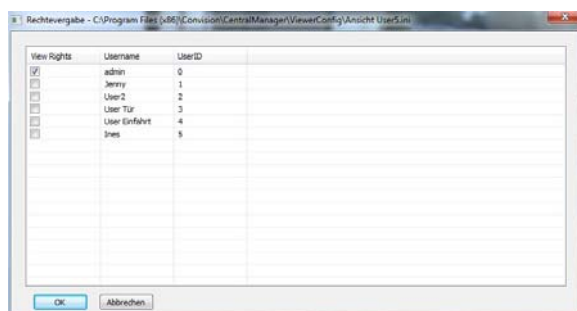 Rechtevergabe - C:\Program Files (x86)\Convision\CentralManager\ViewerConfig\Ansicht User5.ini
View Rights Username UserID
admin 0
Jenny 1
User2 2
User Tür 3
User Einfahrt 4
Ines 5
OK Abbrechen